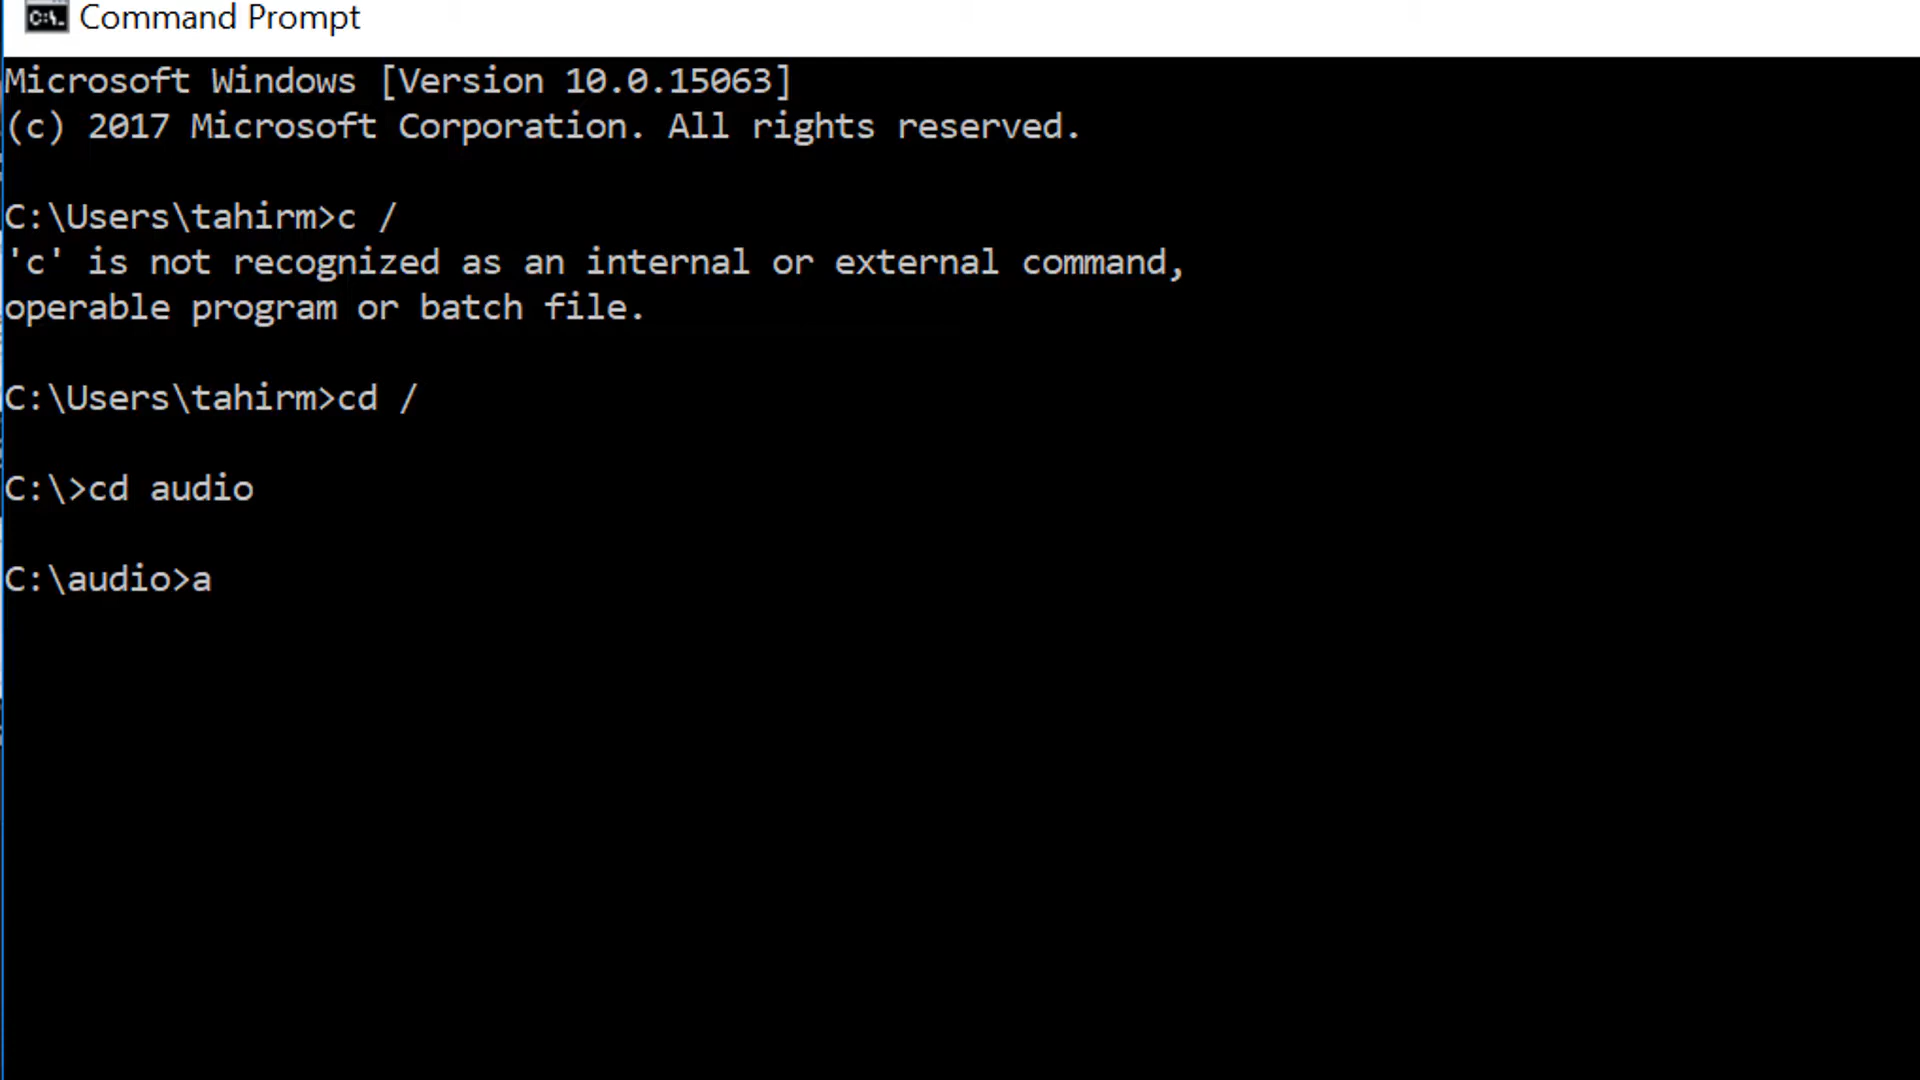 Command Prompt
Microsoft Windows [Version 10.0.15063]
(c) 2017 Microsoft Corporation. All rights reserved.
C:\Users\tahirm>c /
'c' is not recognized as an internal or external command,
operable program or batch file.
C:\Users\tahirm>cd /
C:\>cd audio
C:\audio>a